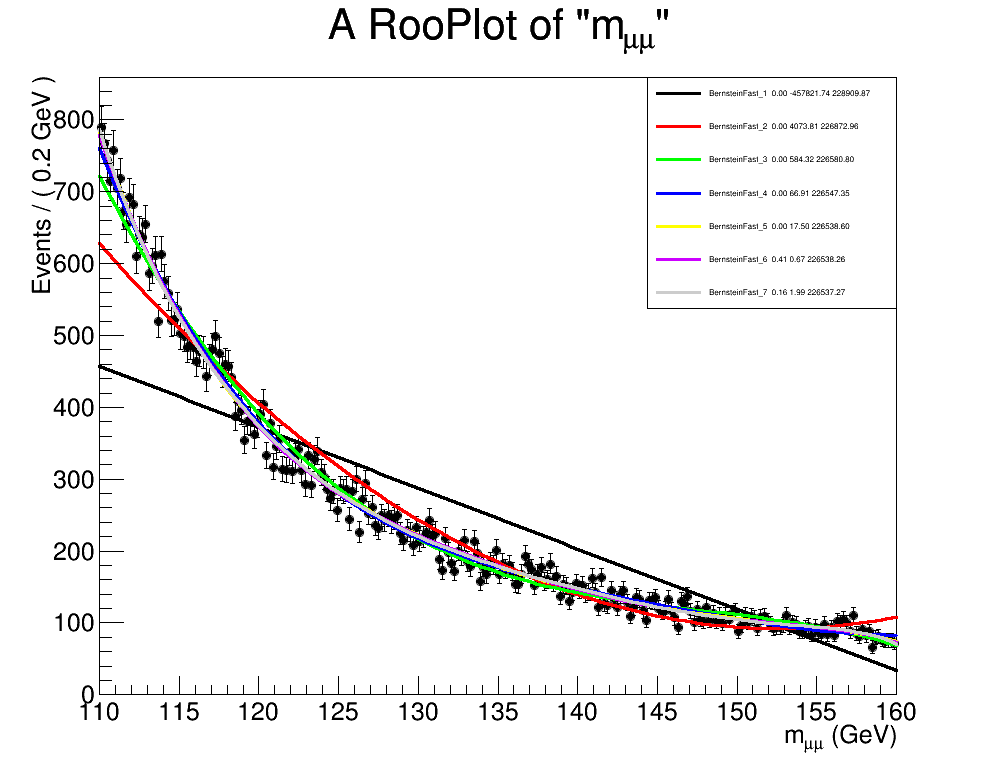 A RooPlot of "mμμ"
Events / ( 0.2 GeV )
800
700
600
500
400
300
200
100
0
BernsteinFast_1 0.00 -457821.74 228909.87
BernsteinFast_2 0.00 4073.81 226872.96
BernsteinFast_3 0.00 584.32 226580.80
BernsteinFast_4 0.00 66.91 226547.35
BernsteinFast_5 0.00 17.50 226538.60
BernsteinFast_6 0.41 0.67 226538.26
BernsteinFast_7 0.16 1.99 226537.27
110 115 120 125 130 135 140 145 150 155 160
mμμ (GeV)